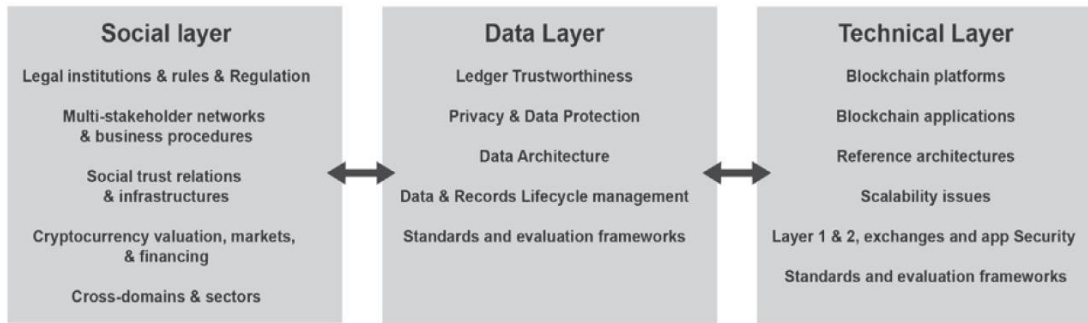 Social layer
Legal institutions & rules & Regulation
Multi-stakeholder networks
& business procedures
Social trust relations
& infrastructures
Cryptocurrency valuation, markets,
& financing
Cross-domains & sectors
Data Layer
Ledger Trustworthiness
Privacy & Data Protection
Data Architecture
Data & Records Lifecycle management
Standards and evaluation frameworks
Technical Layer
Blockchain platforms
Blockchain applications
Reference architectures
Scalability issues
Layer 1 & 2, exchanges and app Security
Standards and evaluation frameworks